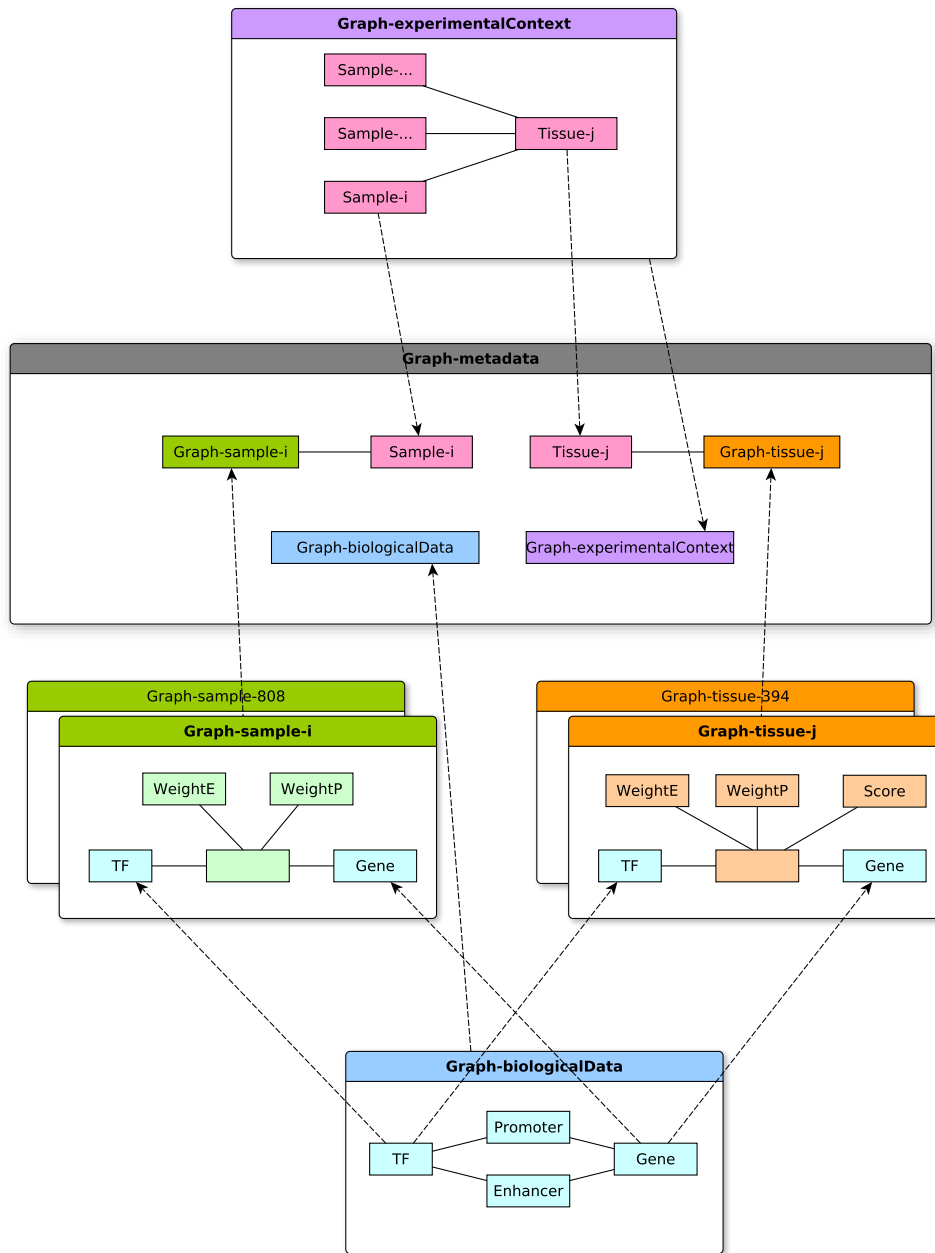 Graph-experimentalContext
Sample-...
Sample-...
Tissue-j
Sample-i
Graph-metadata
Graph-sample-i
Sample-i
Tissue-j
Graph-tissue-j
Graph-biologicalData
Graph-experimentalContext
Graph-sample-808
Graph-tissue-394
Graph-sample-i
Graph-tissue-j
WeightE
WeightP
WeightE
WeightP
Score
TF
Gene
TF
Gene
Graph-biologicalData
Promoter
TF
Gene
Enhancer